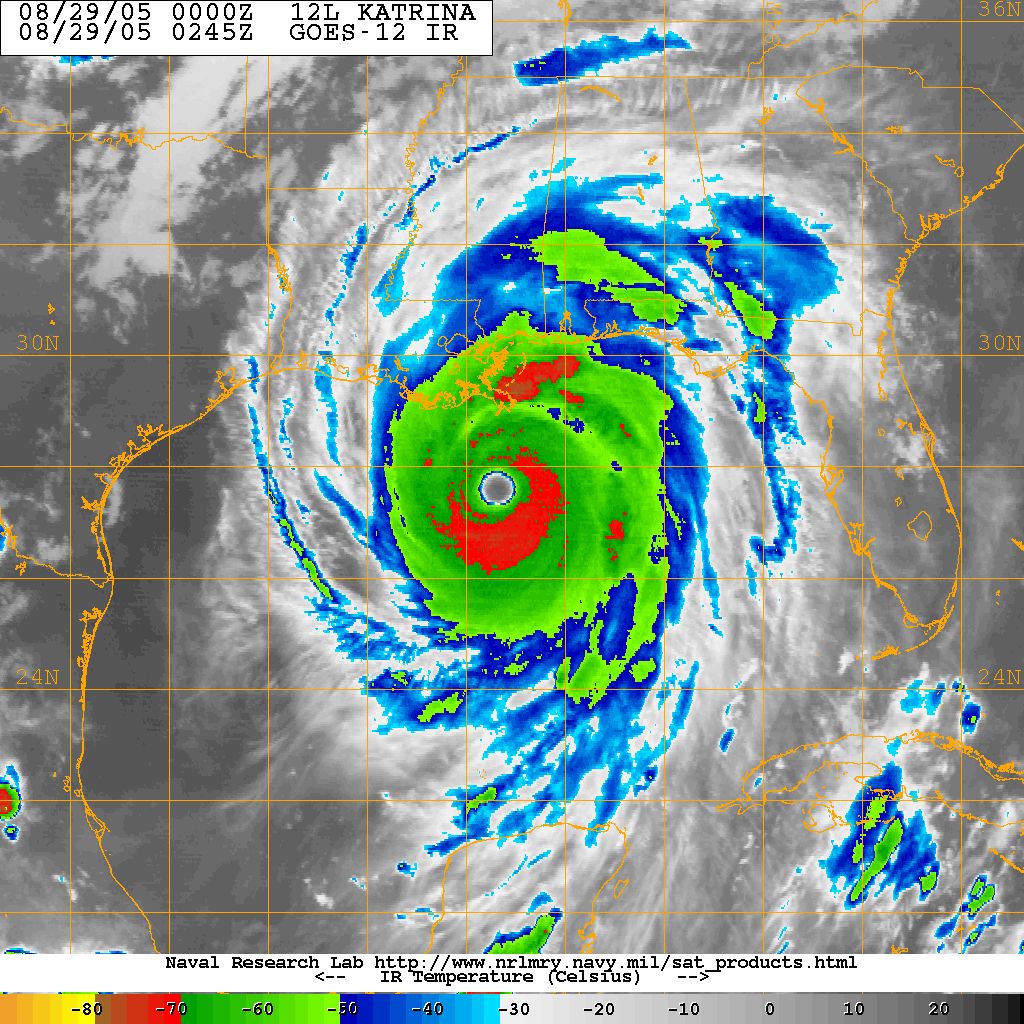 08/29/05 0000Z 12L KATRINA
08/29/05 0245Z GOES-12 IR
36N
30N 30N
24N 24N
Naval Research Lab http://www.nrlmry.navy.mil/sat_products.html
<-- IR Temperature (Celsius) -->
-80 -70 -60 -50 -40 -30 -20 -10 0 10 20